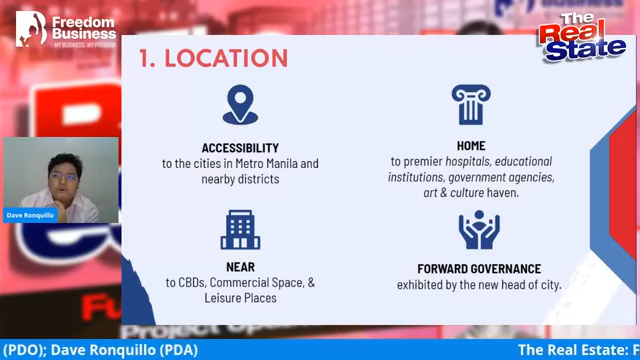 Freedom
Business
MY BUSINESS, MY FREEDOM
The
Real
State
1. LOCATION
ACCESSIBILITY
to the cities in Metro Manila and
nearby districts
HOME
to premier hospitals, educational
institutions, government agencies,
art & culture haven.
NEAR
to CBDs, Commercial Space, &
Leisure Places
FORWARD GOVERNANCE
exhibited by the new head of city.
Dave Ronquillo
(PDO); Dave Ronquillo (PDA)
The Real Estate: F